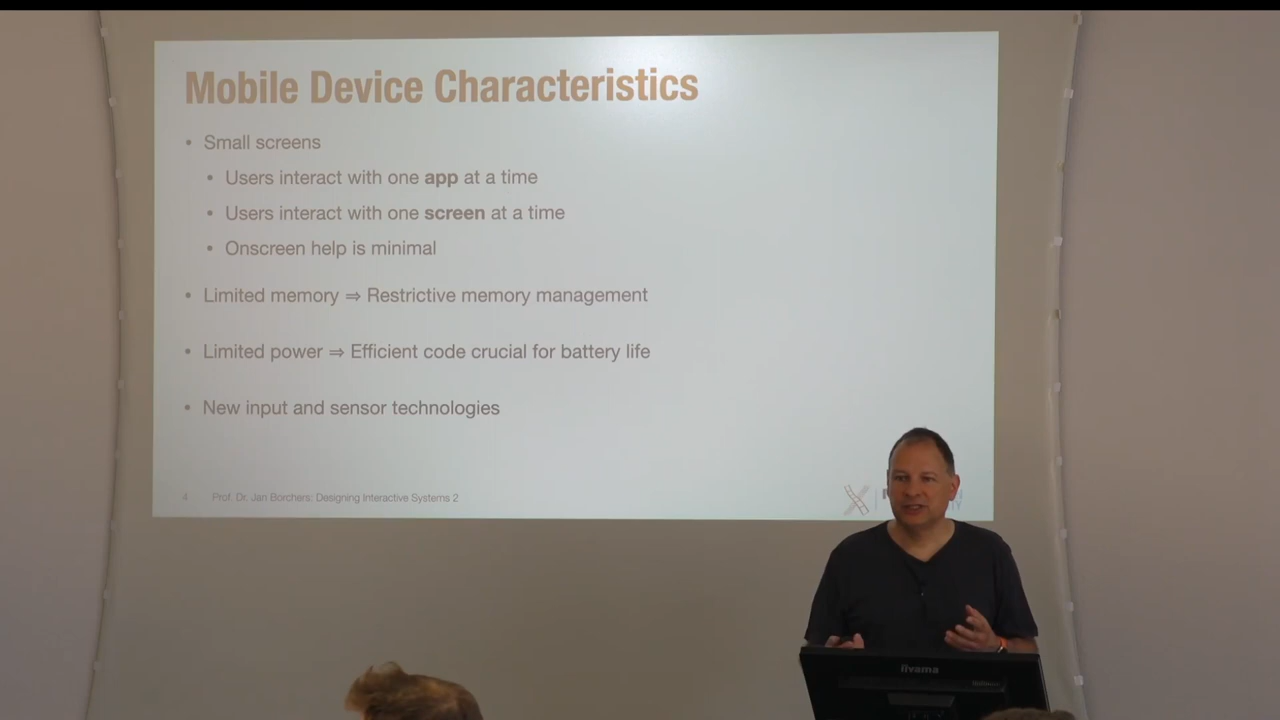 Mobile Device Characteristics
• Small screens
• Users interact with one app at a time
• Users interact with one screen at a time
• Onscreen help is minimal
• Limited memory ⇒ Restrictive memory management
• Limited power ⇒ Efficient code crucial for battery life
• New input and sensor technologies
4 Prof. Dr. Jan Borchers: Designing Interactive Systems 2
iiyama